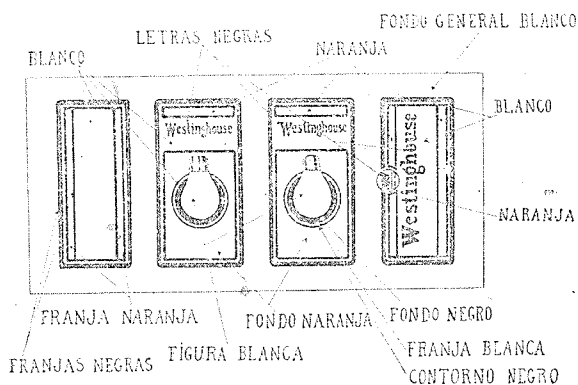 FONDO GENERAL BLANCO
LETRAS NEGRAS
NARANJA
BLANCO
BLANCO
Westinghouse
Westinghouse
Westinghouse
NARANJA
FRANJA NARANJA
FONDO NARANJA
FONDO NEGRO
FRANJAS NEGRAS
FIGURA BLANCA
FRANJA BLANCA
CONTORNO NEGRO